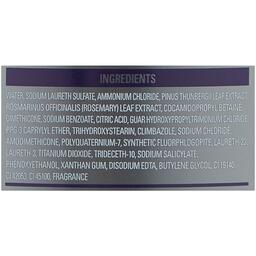 INGREDIENTS
WATER, SODIUM LAURETH SULFATE, AMMONIUM CHLORIDE, PINUS THUNBERGII LEAF EXTRACT,
ROSMARINUS OFFICINALIS (ROSEMARY) LEAF EXTRACT, COCAMIDOPROPYL BETAINE,
DIMETHICONE, SODIUM BENZOATE, CITRIC ACID, GUAR HYDROXYPROPYLTRIMONIUM CHLORIDE,
PPG-3 CAPRYLYL ETHER, TRIHYDROXYSTEARIN, CLIMBAZOLE, SODIUM CHLORIDE,
AMODIMETHICONE, POLYQUATERNIUM-7, SYNTHETIC FLUORPHLOGOPITE, LAURETH-23,
LAURETH-3, TITANIUM DIOXIDE, TRIDECETH-10, SODIUM SALICYLATE,
PHENOXYETHANOL, XANTHAN GUM, DISODIUM EDTA, BUTYLENE GLYCOL, CI 19140,
CI 42053, CI 45100, FRAGRANCE